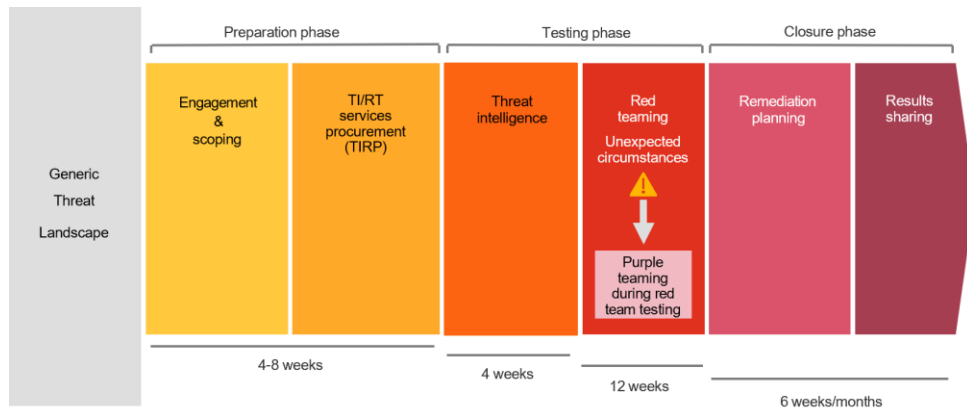 Preparation phase
Testing phase
Closure phase
Generic
Threat
Landscape
Engagement
&
scoping
TI/RT
services
procurement
(TIRP)
Threat
intelligence
Red
teaming
Unexpected
circumstances
!
Purple
teaming
during red
team testing
Remediation
planning
Results
sharing
4-8 weeks
4 weeks
12 weeks
6 weeks/months